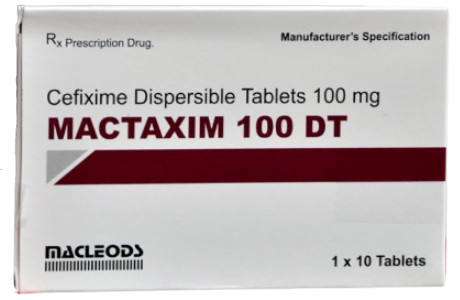 Rx Prescription Drug.
Manufacturer's Specification
Cefixime Dispersible Tablets 100 mg
MACTAXIM 100 DT
MACLEODS
1 x 10 Tablets